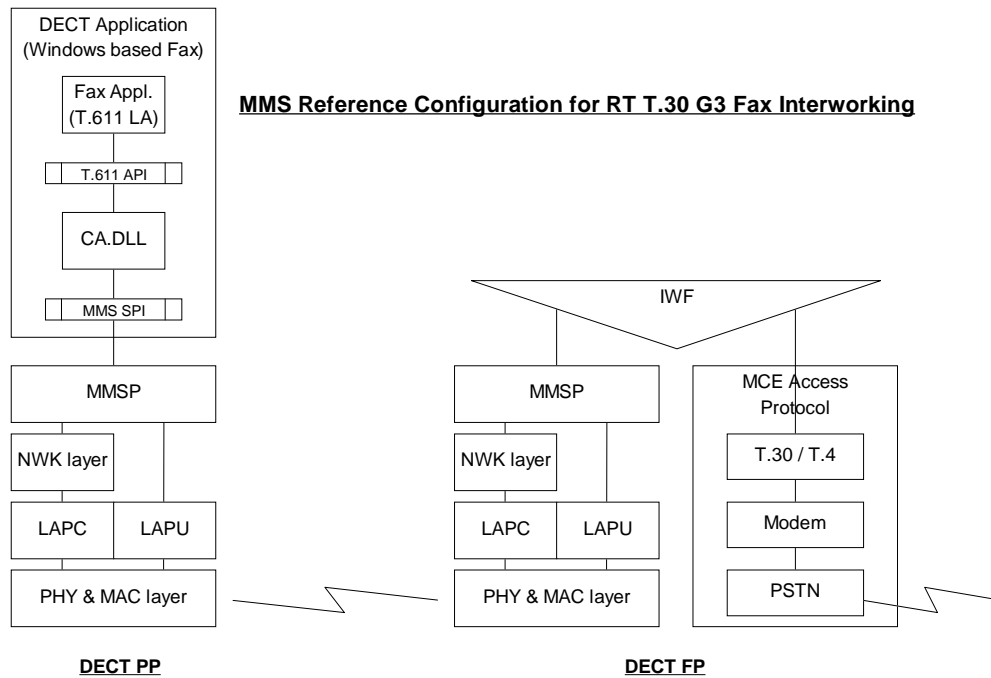 DECT Application
(Windows based Fax)
Fax Appl.
(T.611 LA)
MMS Reference Configuration for RT T.30 G3 Fax Interworking
T.611 API
CA.DLL
MMS SPI
IWF
MMSP
NWK layer
LAPC
LAPU
PHY & MAC layer
DECT PP
MMSP
NWK layer
LAPC
LAPU
PHY & MAC layer
MCE Access
Protocol
T.30 / T.4
Modem
PSTN
DECT FP